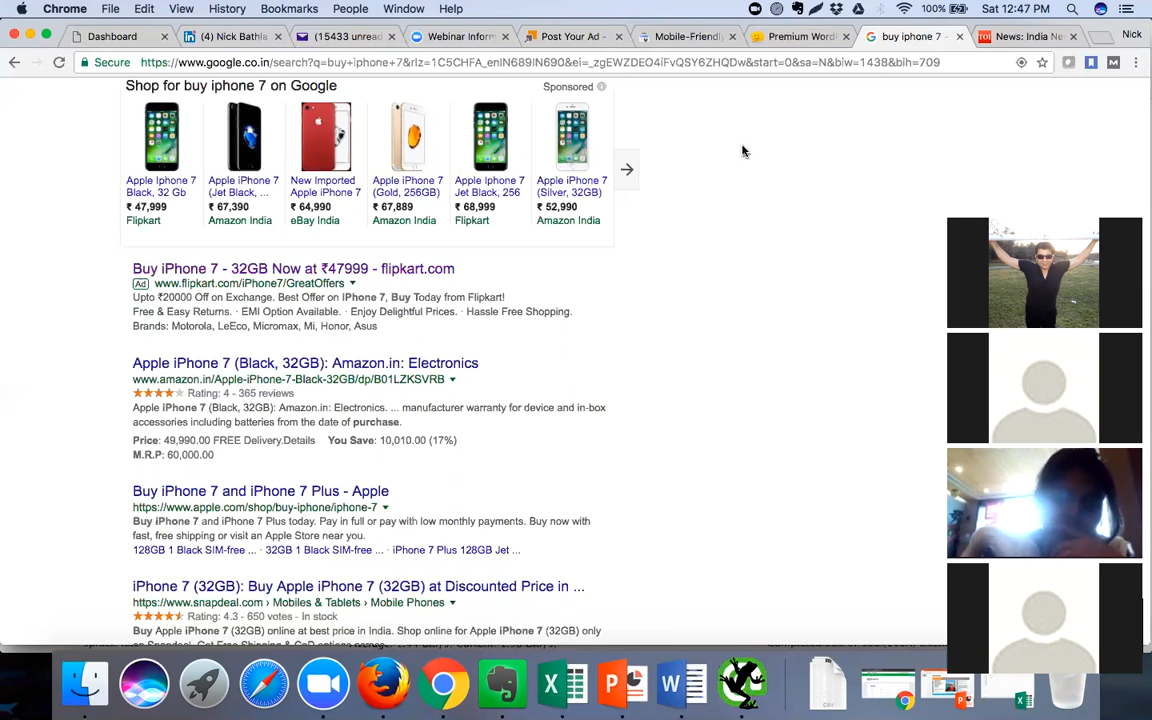 Chrome File Edit View History Bookmarks People Window Help 100% Sat 12:47 PM
Dashboard (4) Nick Bathla (15433 unread Webinar Inform Post Your Ad - Mobile-Friendly Premium Word buy iphone 7 - News: India Ne Nick
Secure https://www.google.co.in/search?q=buy+iphone+7&rlz=1C5CHFA_enIN689IN690&ei=_zgEWZDEO4iFvQSY6ZHQDw&start=0&sa=N&biw=1438&bih=709
Shop for buy iphone 7 on Google Sponsored
Apple Iphone 7 Black, 32 Gb
₹ 47,999
Flipkart
Apple iPhone 7 (Jet Black, ...
₹ 67,390
Amazon India
New Imported Apple iPhone 7
₹ 64,990
eBay India
Apple iPhone 7 (Gold, 256GB)
₹ 67,889
Amazon India
Apple Iphone 7 Jet Black, 256
₹ 68,999
Flipkart
Apple iPhone 7 (Silver, 32GB)
₹ 52,990
Amazon India
Buy iPhone 7 - 32GB Now at ₹47999 - flipkart.com
Ad www.flipkart.com/iPhone7/GreatOffers
Upto ₹20000 Off on Exchange. Best Offer on iPhone 7, Buy Today from Flipkart!
Free & Easy Returns. · EMI Option Available. · Enjoy Delightful Prices. · Hassle Free Shopping.
Brands: Motorola, LeEco, Micromax, Mi, Honor, Asus
Apple iPhone 7 (Black, 32GB): Amazon.in: Electronics
www.amazon.in/Apple-iPhone-7-Black-32GB/dp/B01LZKSVRB
Rating: 4 - 365 reviews
Apple iPhone 7 (Black, 32GB): Amazon.in: Electronics. ... manufacturer warranty for device and in-box
accessories including batteries from the date of purchase.
Price: 49,990.00 FREE Delivery.Details You Save: 10,010.00 (17%)
M.R.P: 60,000.00
Buy iPhone 7 and iPhone 7 Plus - Apple
https://www.apple.com/shop/buy-iphone/iphone-7
Buy iPhone 7 and iPhone 7 Plus today. Pay in full or pay with low monthly payments. Buy now with
fast, free shipping or visit an Apple Store near you.
128GB 1 Black SIM-free ... · 32GB 1 Black SIM-free ... · iPhone 7 Plus 128GB Jet ...
iPhone 7 (32GB): Buy Apple iPhone 7 (32GB) at Discounted Price in ...
https://www.snapdeal.com › Mobiles & Tablets › Mobile Phones
Rating: 4.3 - 650 votes - In stock
Buy Apple iPhone 7 (32GB) online at best price in India. Shop online for Apple iPhone 7 (32GB) only